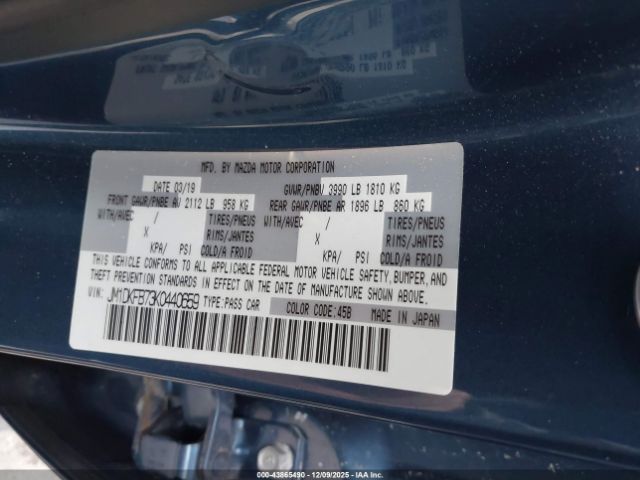 MFD. BY MAZDA MOTOR CORPORATION
DATE 03/19 GVWR/PNBV 3990 LB 1810 KG
FRONT GAWR/PNBE AV 2112 LB 958 KG REAR GAWR/PNBE AR 1896 LB 860 KG
WITH/AVEC / TIRES/PNEUS WITH/AVEC / TIRES/PNEUS
X RIMS/JANTES X RIMS/JANTES
KPA/ PSI COLD/A FROID KPA/ PSI COLD/A FROID
THIS VEHICLE CONFORMS TO ALL APPLICABLE FEDERAL MOTOR VEHICLE SAFETY, BUMPER, AND
THEFT PREVENTION STANDARDS IN EFFECT ON THE DATE OF MANUFACTURE SHOWN ABOVE.
VIN: JM1DKFB73K0440659 TYPE:PASS CAR COLOR CODE:45B MADE IN JAPAN
000-43865490 - 12/09/2025 - IAAI.COM